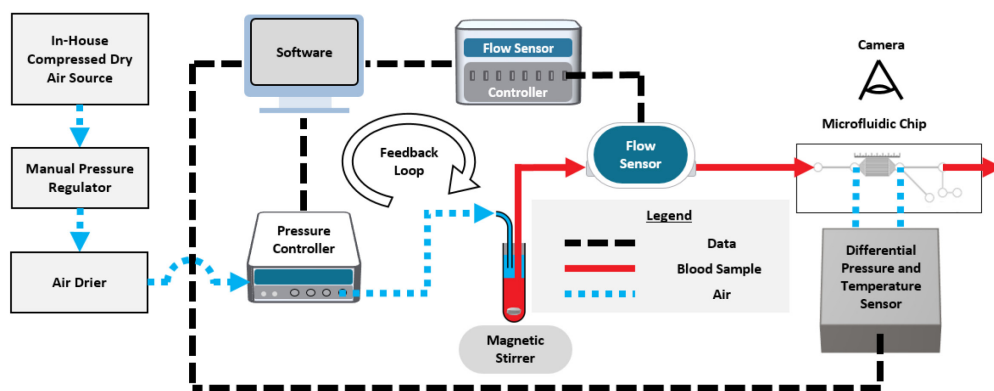 In-House
Compressed Dry
Air Source
Software
Flow Sensor
Controller
Camera
Microfluidic Chip
Manual Pressure
Regulator
Feedback
Loop
Flow
Sensor
Pressure
Controller
Air Drier
Legend
Data
Blood Sample
Air
Differential
Pressure and
Temperature
Sensor
Magnetic
Stirrer